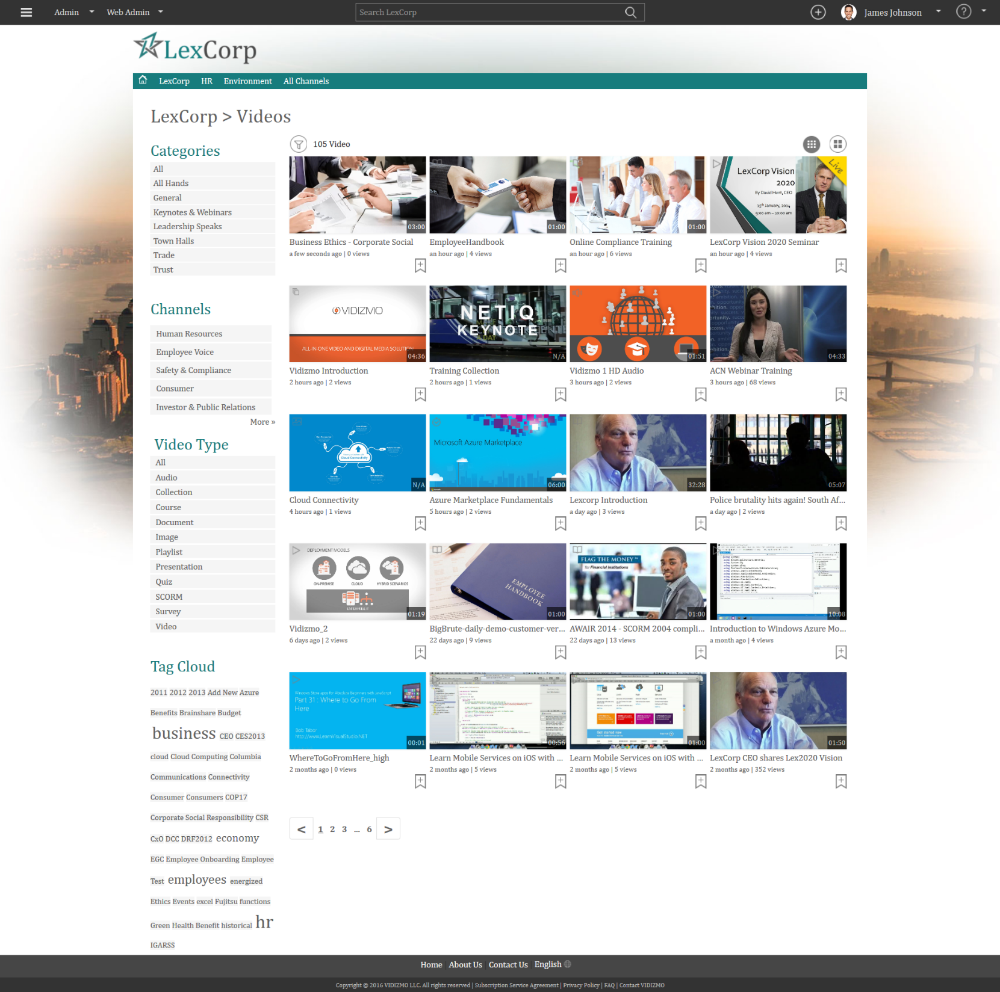 Admin Web Admin Search LexCorp James Johnson ?
LexCorp
LexCorp HR Environment All Channels
LexCorp > Videos
Categories
All
All Hands
General
Keynotes & Webinars
Leadership Speaks
Town Halls
Trade
Trust
Channels
Human Resources
Employee Voice
Safety & Compliance
Consumer
Investor & Public Relations
More »
Video Type
All
Audio
Collection
Course
Document
Image
Playlist
Presentation
Quiz
SCORM
Survey
Video
Tag Cloud
2011 2012 2013 Add New Azure
Benefits Brainshare Budget
business CEO CES2013
cloud Cloud Computing Columbia
Communications Connectivity
Consumer Consumers COP17
Corporate Social Responsibility CSR
CxO DCC DRF2012 economy
EGC Employee Onboarding Employee
Test employees energized
Ethics Events excel Fujitsu functions
Green Health Benefit historical hr
IGARSS
105 Video
03:00
Business Ethics - Corporate Social
a few seconds ago | 0 views
01:00
EmployeeHandbook
an hour ago | 4 views
01:00
Online Compliance Training
an hour ago | 6 views
Live
LexCorp Vision
2020
By David Hunt, CEO
15th January, 2014
9:00 am – 10:00 am
LexCorp Vision 2020 Seminar
an hour ago | 4 views
VIDIZMO
ALL-IN-ONE VIDEO AND DIGITAL MEDIA SOLUTION
04:36
Vidizmo Introduction
2 hours ago | 2 views
NETIQ
KEYNOTE
N/A
Training Collection
2 hours ago | 1 views
01:51
Vidizmo 1 HD Audio
3 hours ago | 2 views
04:33
ACN Webinar Training
3 hours ago | 68 views
Cloud Connectivity
N/A
Cloud Connectivity
4 hours ago | 1 views
Microsoft Azure Marketplace
06:00
Azure Marketplace Fundamentals
5 hours ago | 2 views
32:28
Lexcorp Introduction
a day ago | 3 views
05:07
Police brutality hits again! South Af...
a day ago | 2 views
DEPLOYMENT MODELS
ON-PREMISE CLOUD HYBRID SCENARIOS
01:19
Vidizmo_2
6 days ago | 2 views
EMPLOYEE
HANDBOOK
01:00
BigBrute-daily-demo-customer-ver...
22 days ago | 9 views
FLAG THE MONEY
for Financial Institutions
01:00
AWAIR 2014 - SCORM 2004 compli...
22 days ago | 13 views
10:08
Introduction to Windows Azure Mo...
a month ago | 4 views
Windows Store apps for Absolute Beginners with JavaScript
Part 31 : Where to Go From
Here
Bob Tabor
http://www.LearnVisualStudio.NET
00:01
WhereToGoFromHere_high
2 months ago | 0 views
00:56
Learn Mobile Services on iOS with ...
2 months ago | 5 views
Get started now
01:00
Learn Mobile Services on iOS with ...
2 months ago | 5 views
01:50
LexCorp CEO shares Lex2020 Vision
2 months ago | 352 views
< 1 2 3 ... 6 >
Home | About Us | Contact Us | English
Copyright © 2016 VIDIZMO LLC. All rights reserved | Subscription Service Agreement | Privacy Policy | FAQ | Contact VIDIZMO